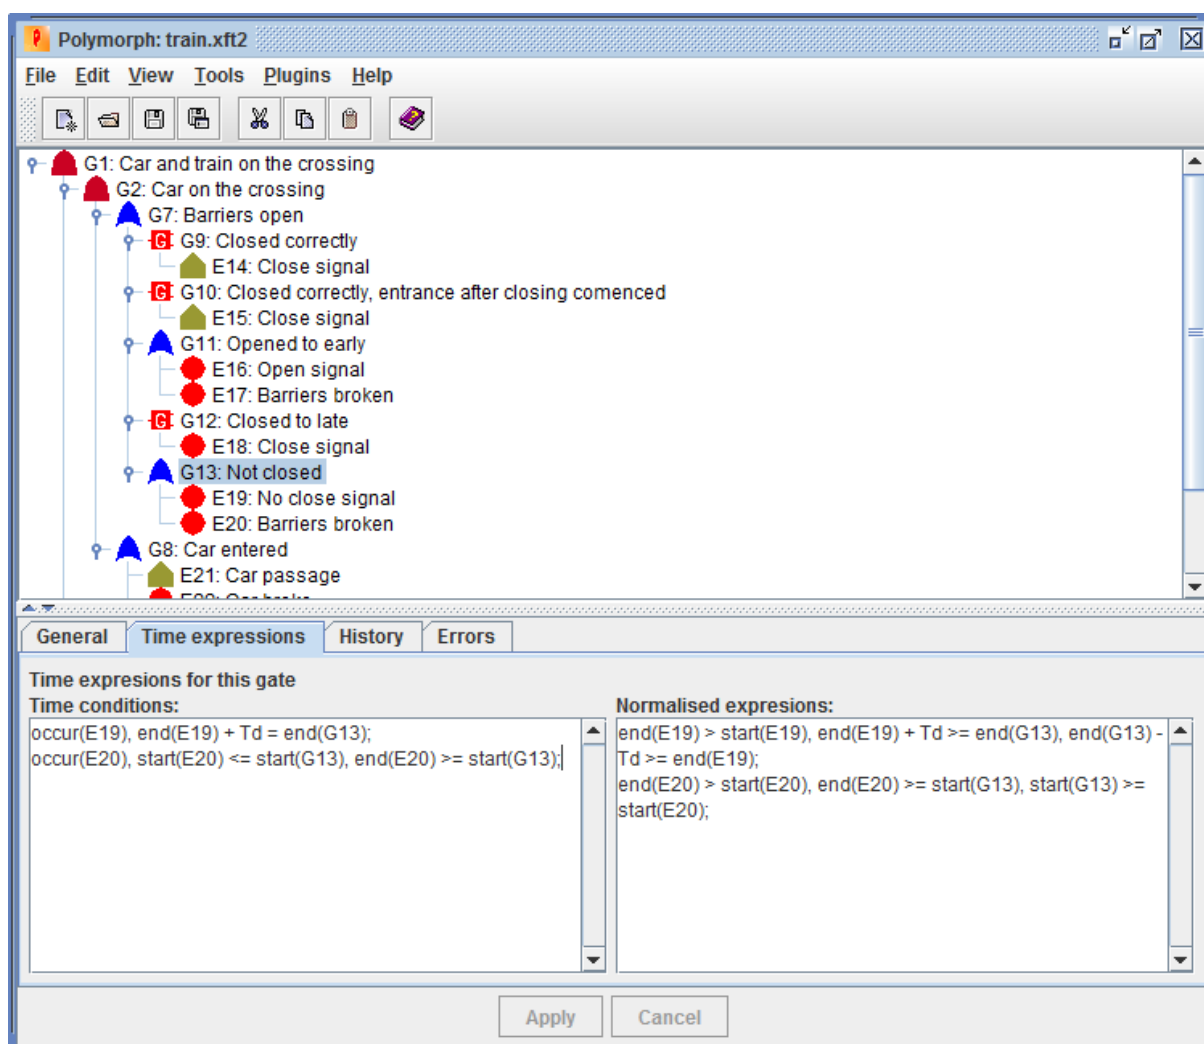 Polymorph: train.xft2
File Edit View Tools Plugins Help
G1: Car and train on the crossing
G2: Car on the crossing
G7: Barriers open
G G9: Closed correctly
E14: Close signal
G G10: Closed correctly, entrance after closing comenced
E15: Close signal
G11: Opened to early
E16: Open signal
E17: Barriers broken
G G12: Closed to late
E18: Close signal
G13: Not closed
E19: No close signal
E20: Barriers broken
G8: Car entered
E21: Car passage
General Time expressions History Errors
Time expresions for this gate
Time conditions:
occur(E19), end(E19) + Td = end(G13);
occur(E20), start(E20) <= start(G13), end(E20) >= start(G13);
Normalised expresions:
end(E19) > start(E19), end(E19) + Td >= end(G13), end(G13) -
Td >= end(E19);
end(E20) > start(E20), end(E20) >= start(G13), start(G13) >=
start(E20);
Apply Cancel